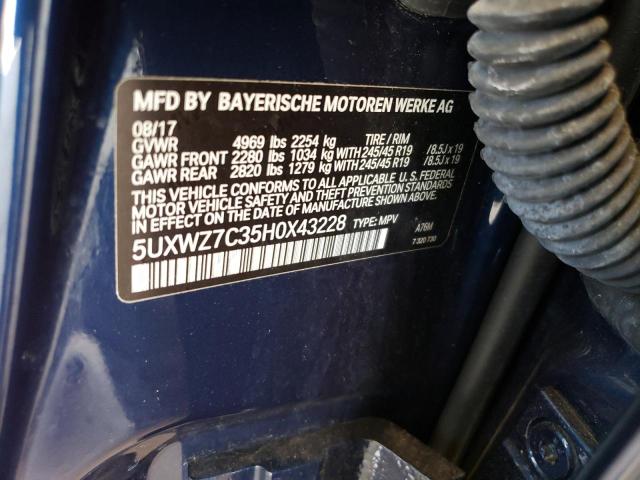 MFD BY BAYERISCHE MOTOREN WERKE AG
08/17
GVWR 4969 lbs 2254 kg TIRE / RIM
GAWR FRONT 2280 lbs 1034 kg WITH 245/45 R19 /8.5J x 19
GAWR REAR 2820 lbs 1279 kg WITH 245/45 R19 /8.5J x 19
THIS VEHICLE CONFORMS TO ALL APPLICABLE U.S. FEDERAL
MOTOR VEHICLE SAFETY AND THEFT PREVENTION STANDARDS
IN EFFECT ON THE DATE OF MANUFACTURE SHOWN ABOVE.
5UXWZ7C35H0X43228 TYPE: MPV A76M
7 320 730